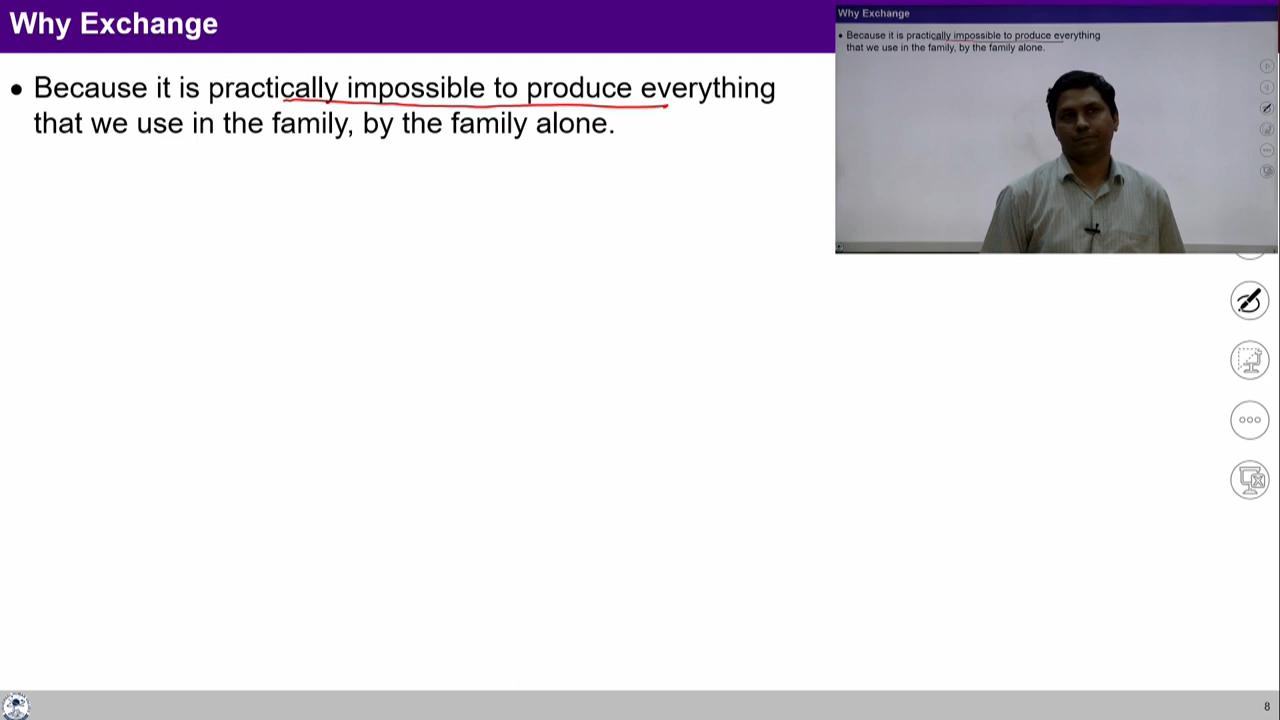 Why Exchange
• Because it is practically impossible to produce everything
that we use in the family, by the family alone.
Why Exchange
• Because it is practically impossible to produce everything
that we use in the family, by the family alone.
8